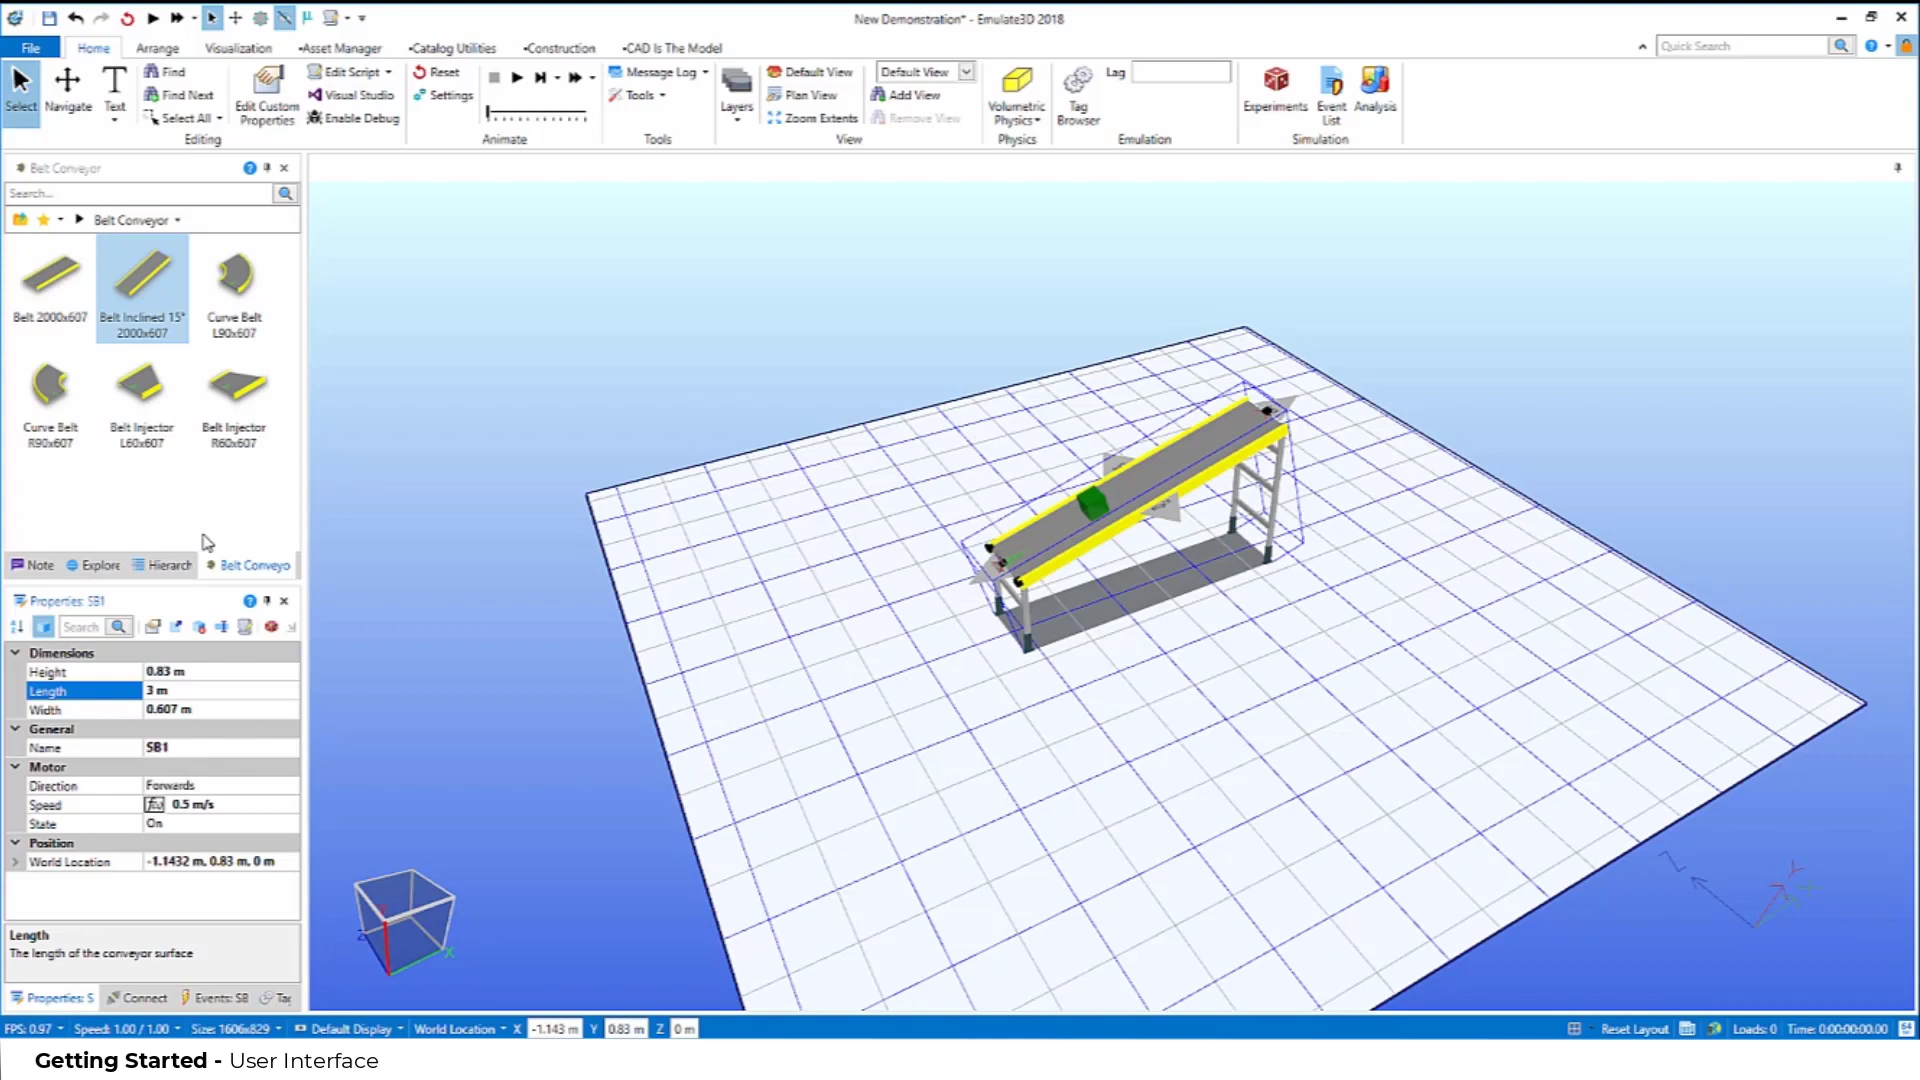 New Demonstration* - Emulate3D 2018
File Home Arrange Visualization •Asset Manager •Catalog Utilities •Construction •CAD Is The Model Quick Search
Select Navigate Text Find Find Next Select All Edit Custom Properties Edit Script Visual Studio Enable Debug
Reset Settings Message Log Tools Layers Default View Plan View Zoom Extents Default View Add View Remove View
Volumetric Physics Tag Browser Lag Experiments Event List Analysis
Editing Animate Tools View Physics Emulation Simulation
Belt Conveyor
Search...
Belt Conveyor
Belt 2000x607 Belt Inclined 15° 2000x607 Curve Belt L90x607
Curve Belt R90x607 Belt Injector L60x607 Belt Injector R60x607
Note Explore Hierarch Belt Conveyo
Properties: SB1
Search
Dimensions
Height 0.83 m
Length 3 m
Width 0.607 m
General
Name SB1
Motor
Direction Forwards
Speed f(x) 0.5 m/s
State On
Position
World Location -1.1432 m, 0.83 m, 0 m
Length
The length of the conveyor surface
Properties: S Connect Events: SB Tag
Z X
Z Y
FPS: 0.97 Speed: 1.00 / 1.00 Size: 1606x829 Default Display World Location X -1.143 m Y 0.83 m Z 0 m Reset Layout Loads: 0 Time: 0:00:00:00.00 64
Getting Started - User Interface